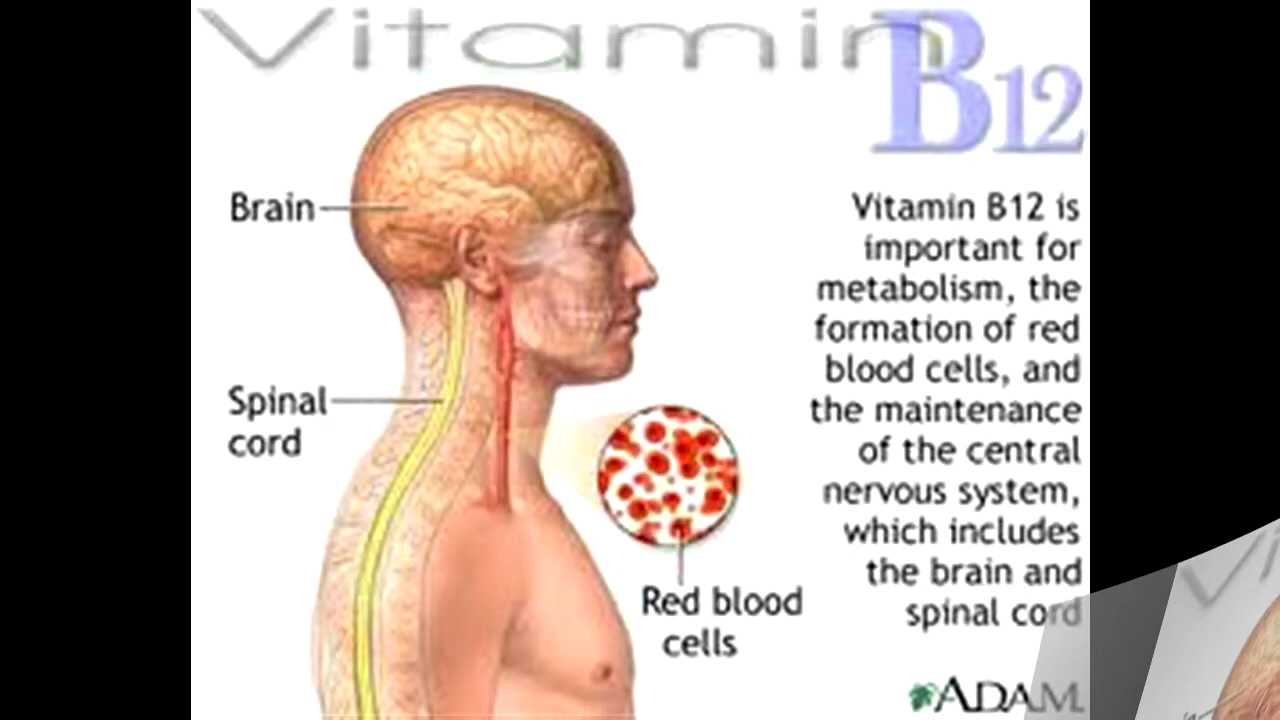 Vitamin
B12
Brain
Spinal
cord
Red blood
cells
Vitamin B12 is
important for
metabolism, the
formation of red
blood cells, and
the maintenance
of the central
nervous system,
which includes
the brain and
spinal cord
ADAM.